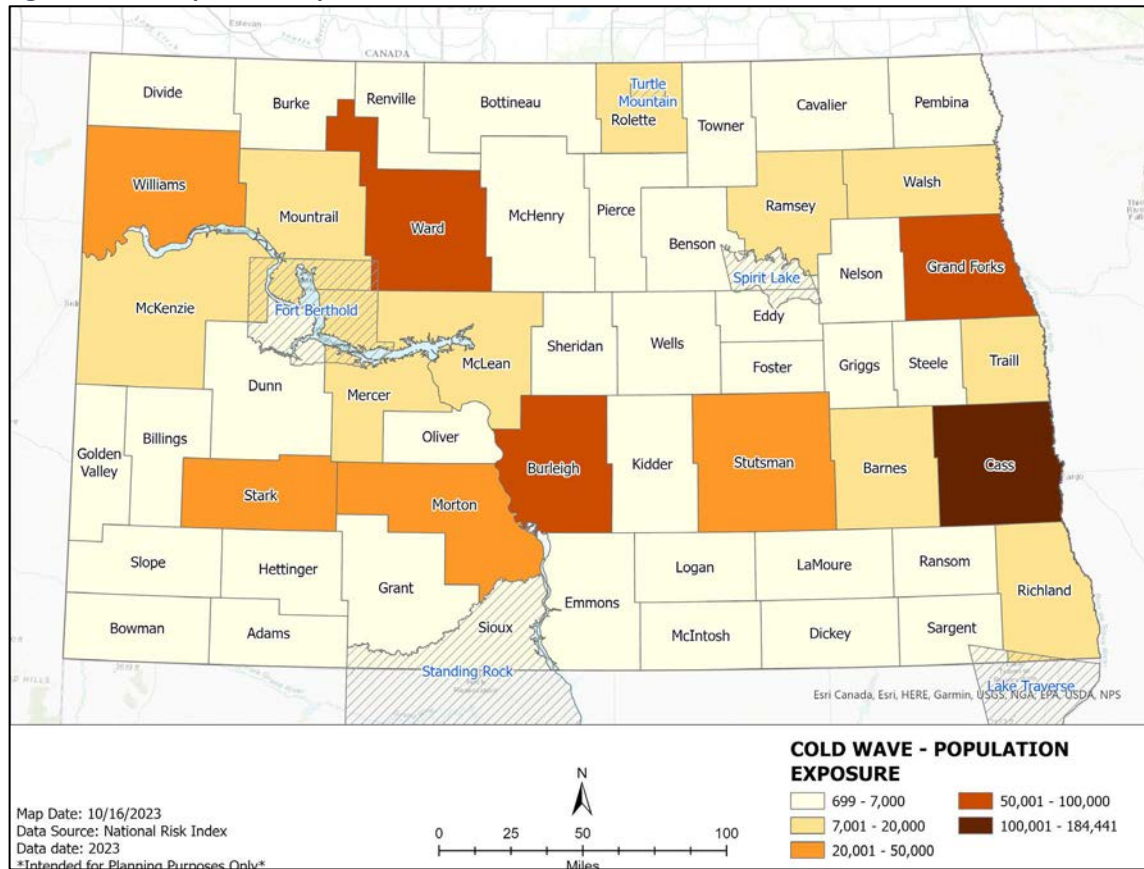 Estevan
CANADA
Divide
Burke
Renville
Bottineau
Turtle
Mountain
Rolette
Towner
Cavalier
Pembina
Williams
Mountrail
Ward
McHenry
Pierce
Benson
Ramsey
Walsh
Spirit Lake
Nelson
Grand Forks
McKenzie
Fort Berthold
Eddy
Dunn
McLean
Sheridan
Wells
Foster
Griggs
Steele
Traill
Mercer
Golden
Valley
Billings
Oliver
Burleigh
Kidder
Stutsman
Barnes
Cass
Stark
Morton
Slope
Hettinger
Grant
Emmons
Logan
LaMoure
Ransom
Richland
Bowman
Adams
Sioux
McIntosh
Dickey
Sargent
Standing Rock
Lake Traverse
Esri Canada, Esri, HERE, Garmin, USGS, NGA, EPA, USDA, NPS
COLD WAVE - POPULATION
EXPOSURE
699 - 7,000
7,001 - 20,000
20,001 - 50,000
50,001 - 100,000
100,001 - 184,441
N
0 25 50 100
Miles
Map Date: 10/16/2023
Data Source: National Risk Index
Data date: 2023
*Intended for Planning Purposes Only*